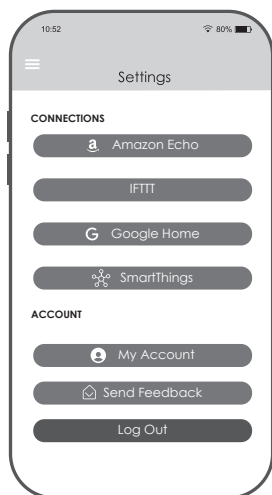 10:52 80%
Settings
CONNECTIONS
a Amazon Echo
IFTTT
G Google Home
SmartThings
ACCOUNT
My Account
Send Feedback
Log Out